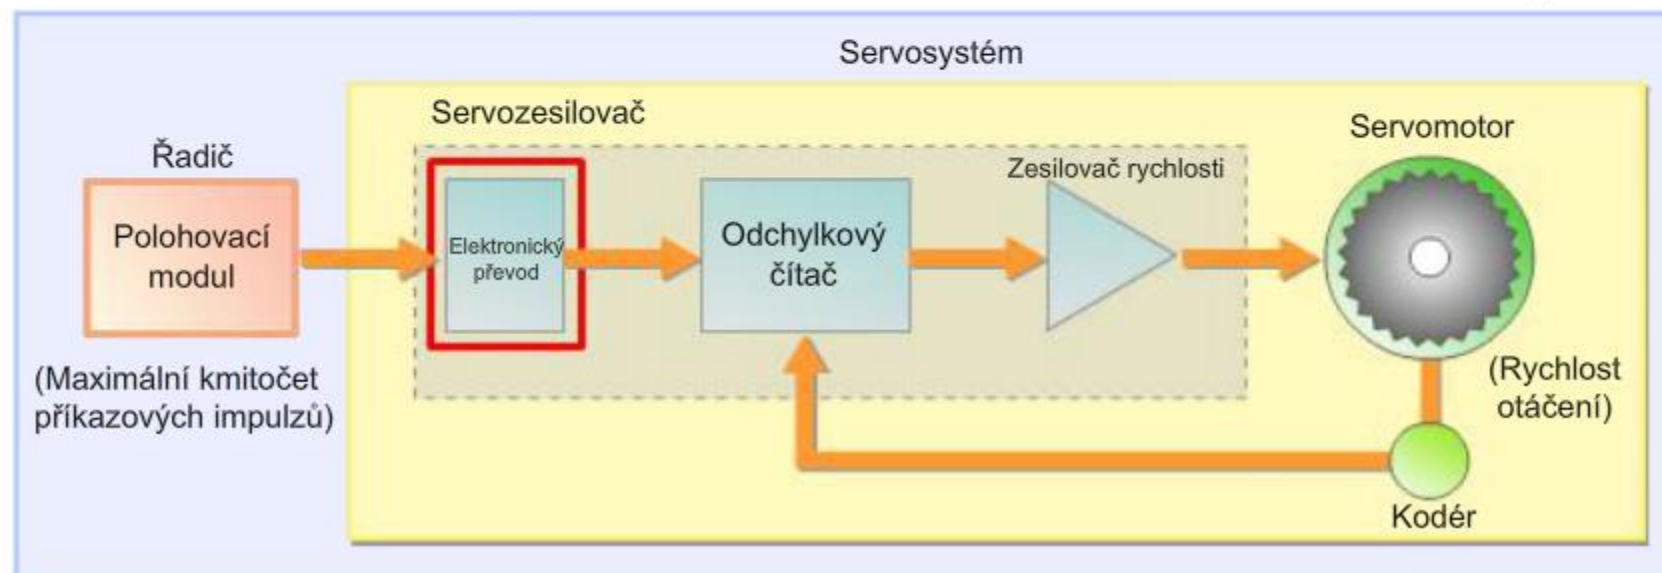 Servosystém
Servozesilovač
Servomotor
Řadič
Zesilovač rychlosti
Polohovací
modul
Elektronický
převod
Odchylkový
čítač
(Maximální kmitočet
příkazových impulzů)
(Rychlost
otáčení)
Kodér